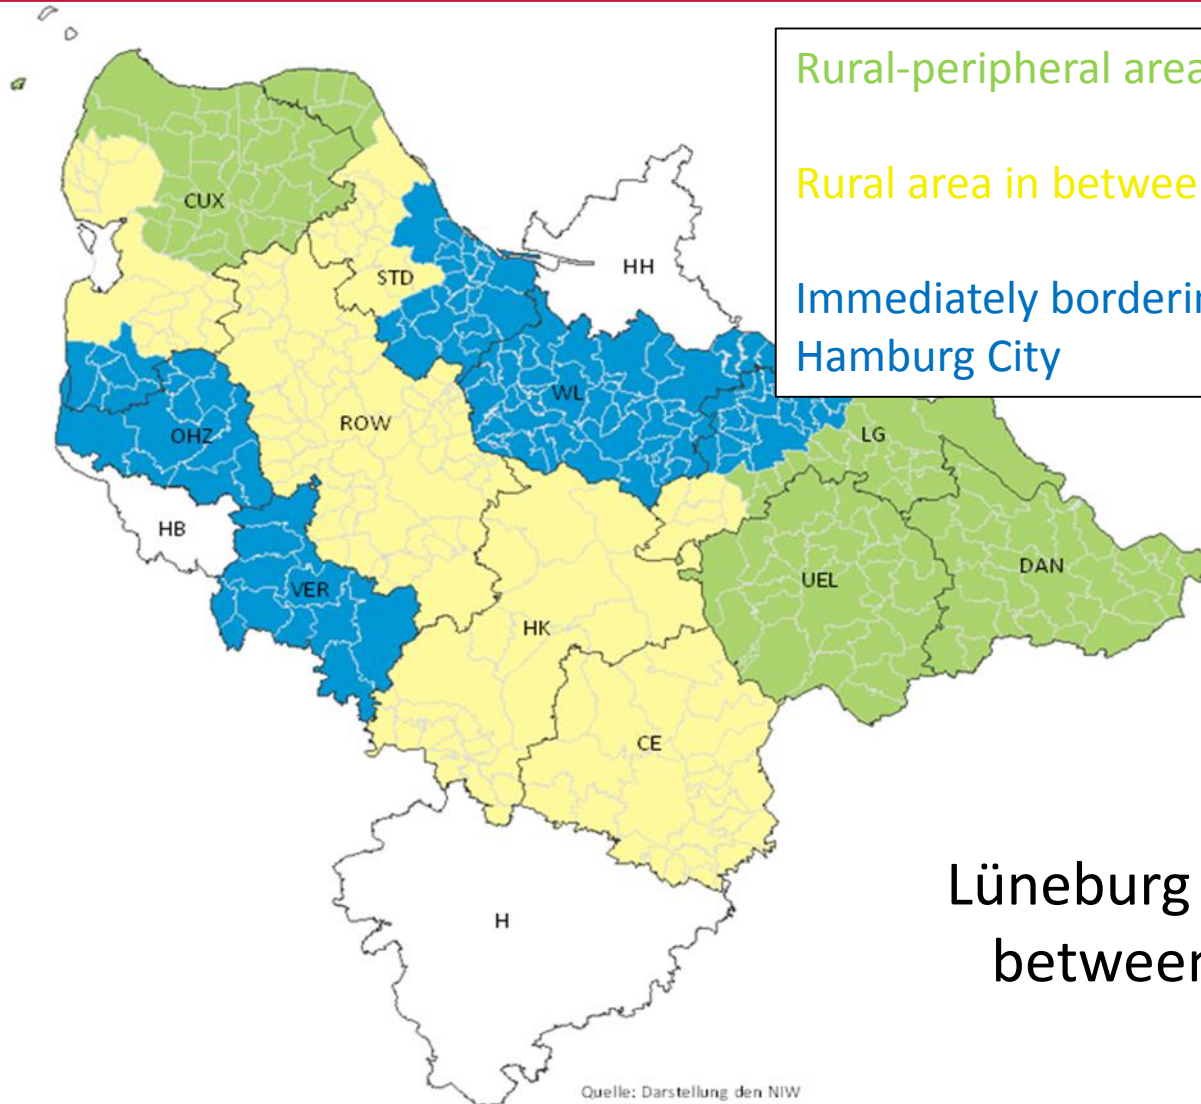 Rural-peripheral area
Rural area in betwee
Immediately borderin
Hamburg City
CUX
STD
HH
WL
ROW
OHZ
LG
HB
VER
UEL
DAN
HK
CE
H
Lüneburg
between
Quelle: Darstellung den NIW